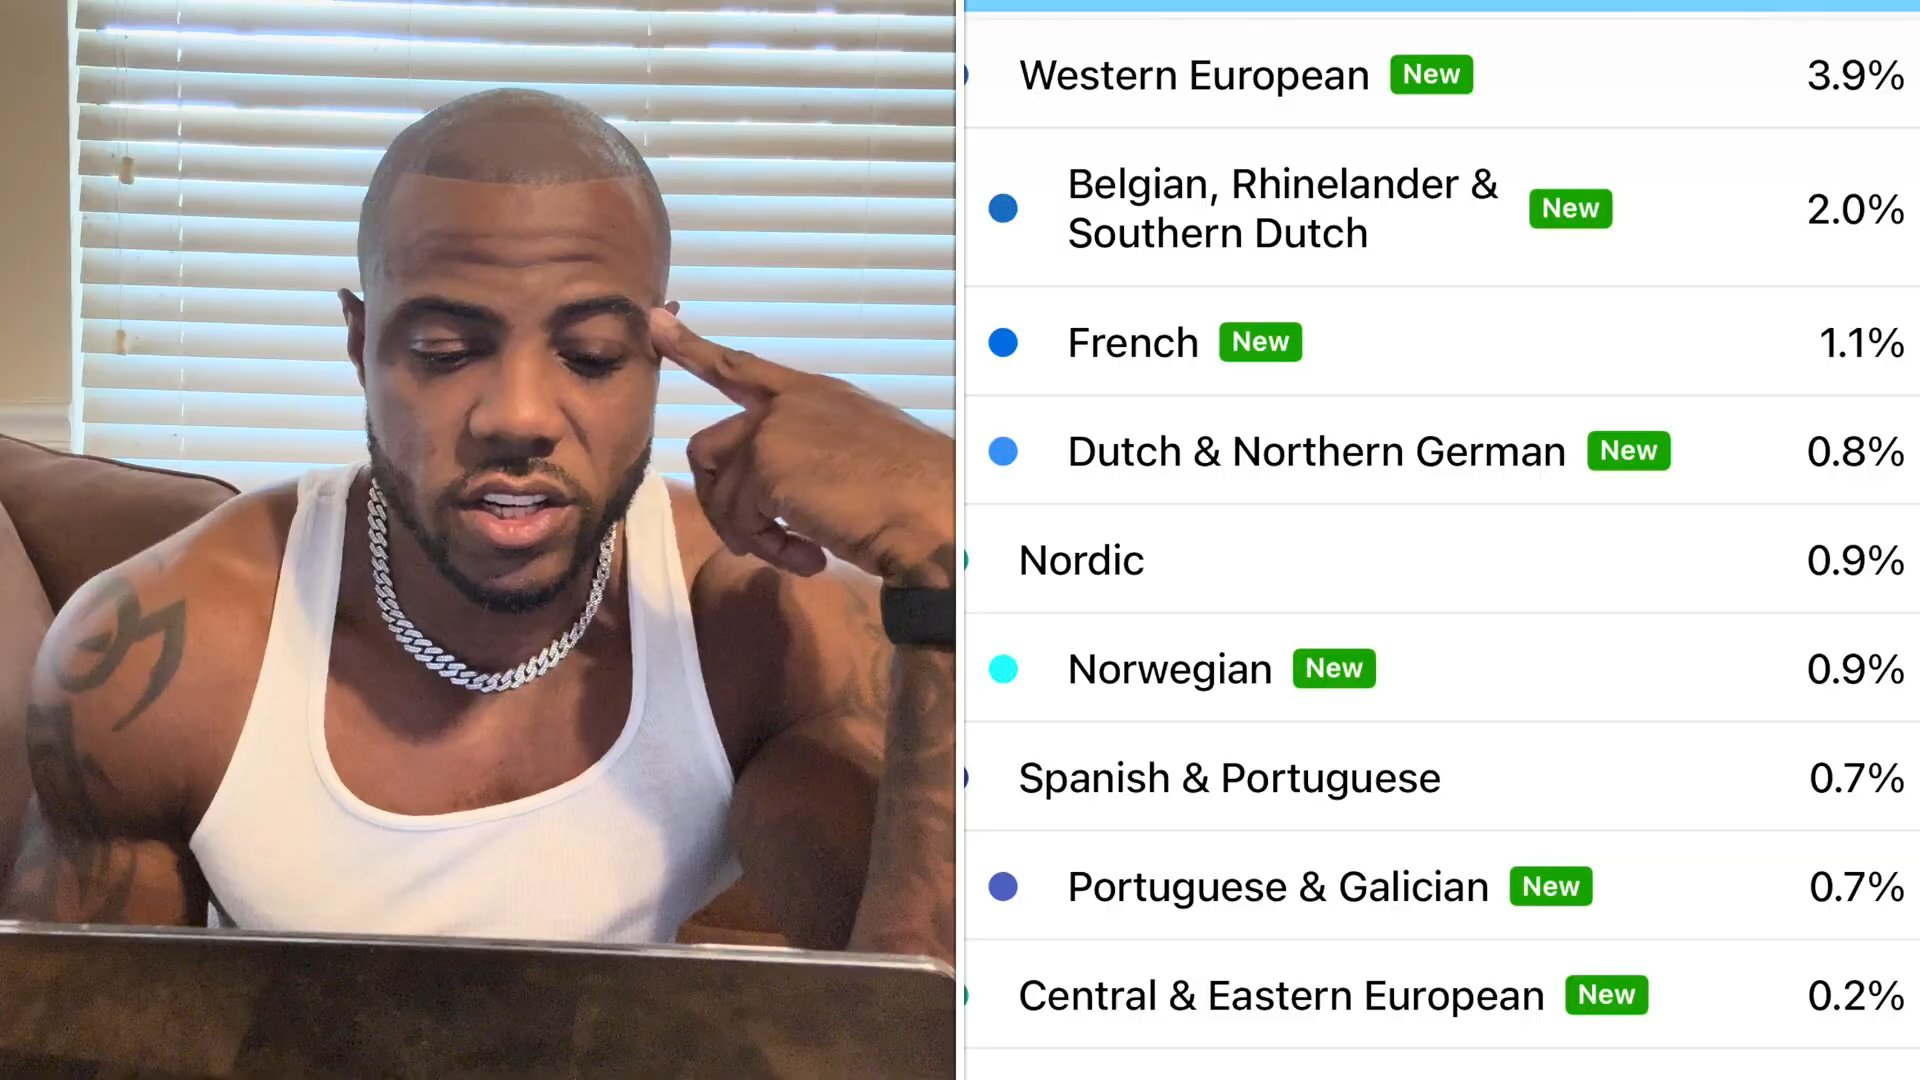 Western European New 3.9%
Belgian, Rhinelander &
Southern Dutch New 2.0%
French New 1.1%
Dutch & Northern German New 0.8%
Nordic 0.9%
Norwegian New 0.9%
Spanish & Portuguese 0.7%
Portuguese & Galician New 0.7%
Central & Eastern European New 0.2%